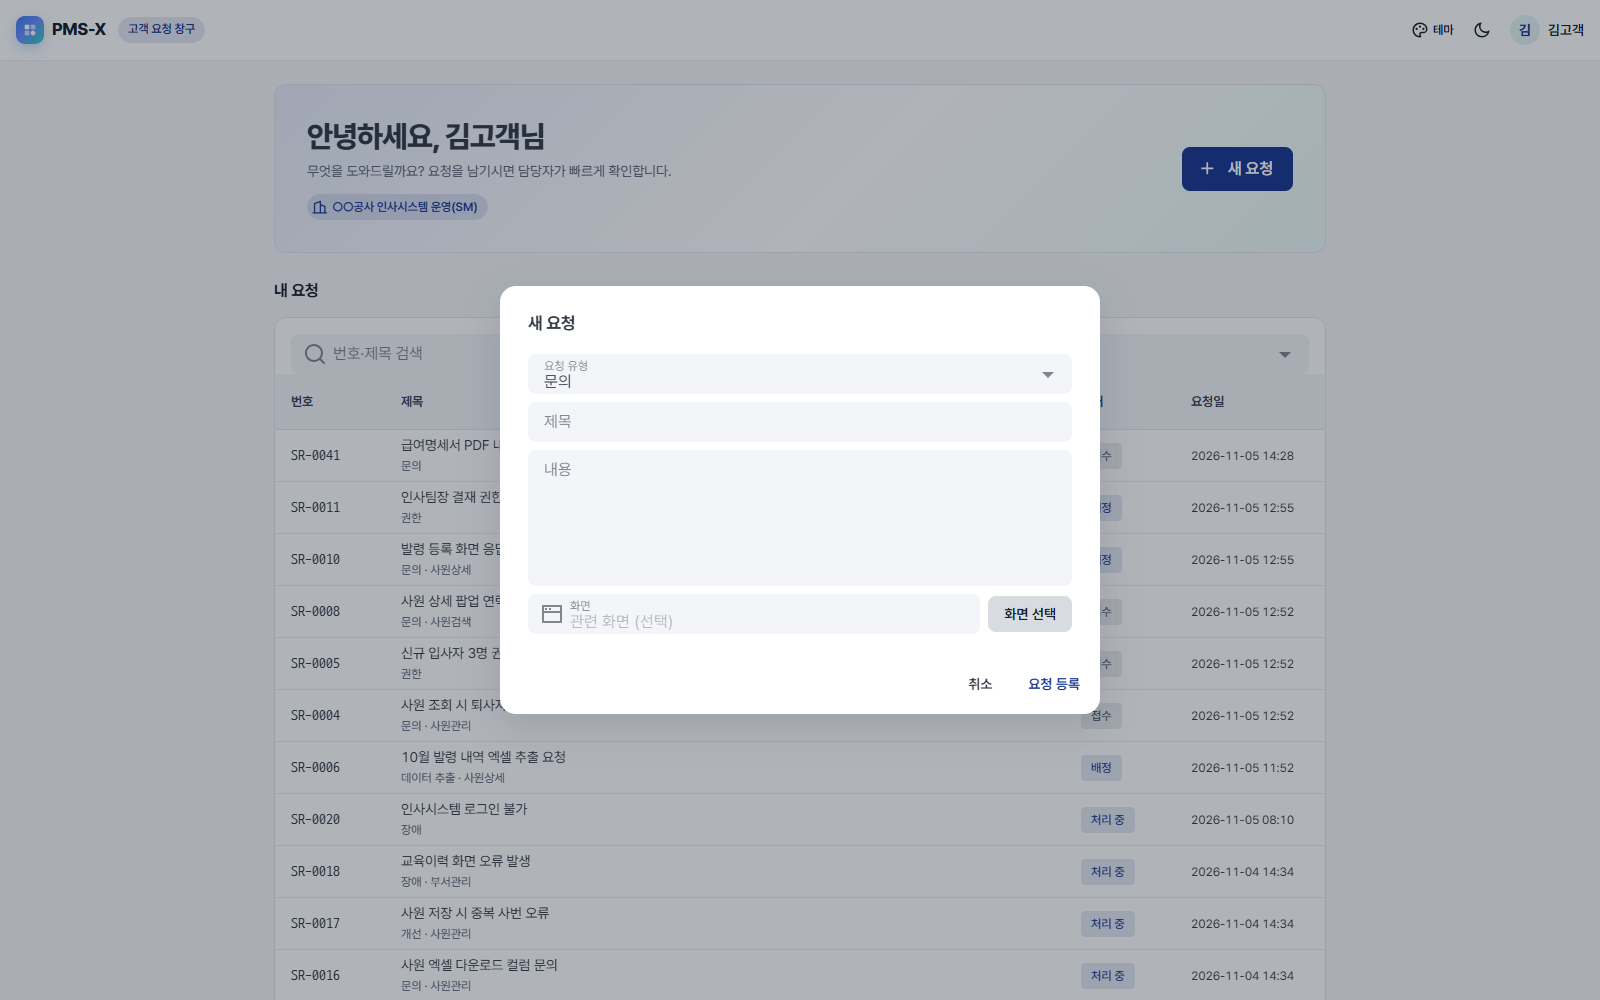 PMS-X
고객 요청 창구
테마
김
김고객
안녕하세요, 김고객님
무엇을 도와드릴까요? 요청을 남기시면 담당자가 빠르게 확인합니다.
〇〇공사 인사시스템 운영(SM)
새 요청
내 요청
번호·제목 검색
번호
제목
요청일
SR-0041
급여명세서 PDF
문의
수
2026-11-05 14:28
SR-0011
인사팀장 결재 권한
권한
정
2026-11-05 12:55
SR-0010
발령 등록 화면
문의 · 사원상세
정
2026-11-05 12:55
SR-0008
사원 상세 팝업
문의 · 사원검색
수
2026-11-05 12:52
SR-0005
신규 입사자 3명
권한
수
2026-11-05 12:52
SR-0004
사원 조회 시
문의 · 사원관리
접수
2026-11-05 12:52
SR-0006
10월 발령 내역 엑셀 추출 요청
데이터 추출 · 사원상세
배정
2026-11-05 11:52
SR-0020
인사시스템 로그인 불가
장애
처리 중
2026-11-05 08:10
SR-0018
교육이력 화면 오류 발생
장애 · 부서관리
처리 중
2026-11-04 14:34
SR-0017
사원 저장 시 중복 사번 오류
개선 · 사원관리
처리 중
2026-11-04 14:34
SR-0016
사원 엑셀 다운로드 컬럼 문의
문의 · 사원관리
처리 중
2026-11-04 14:34
새 요청
요청 유형
문의
제목
내용
화면
관련 화면 (선택)
화면 선택
취소
요청 등록